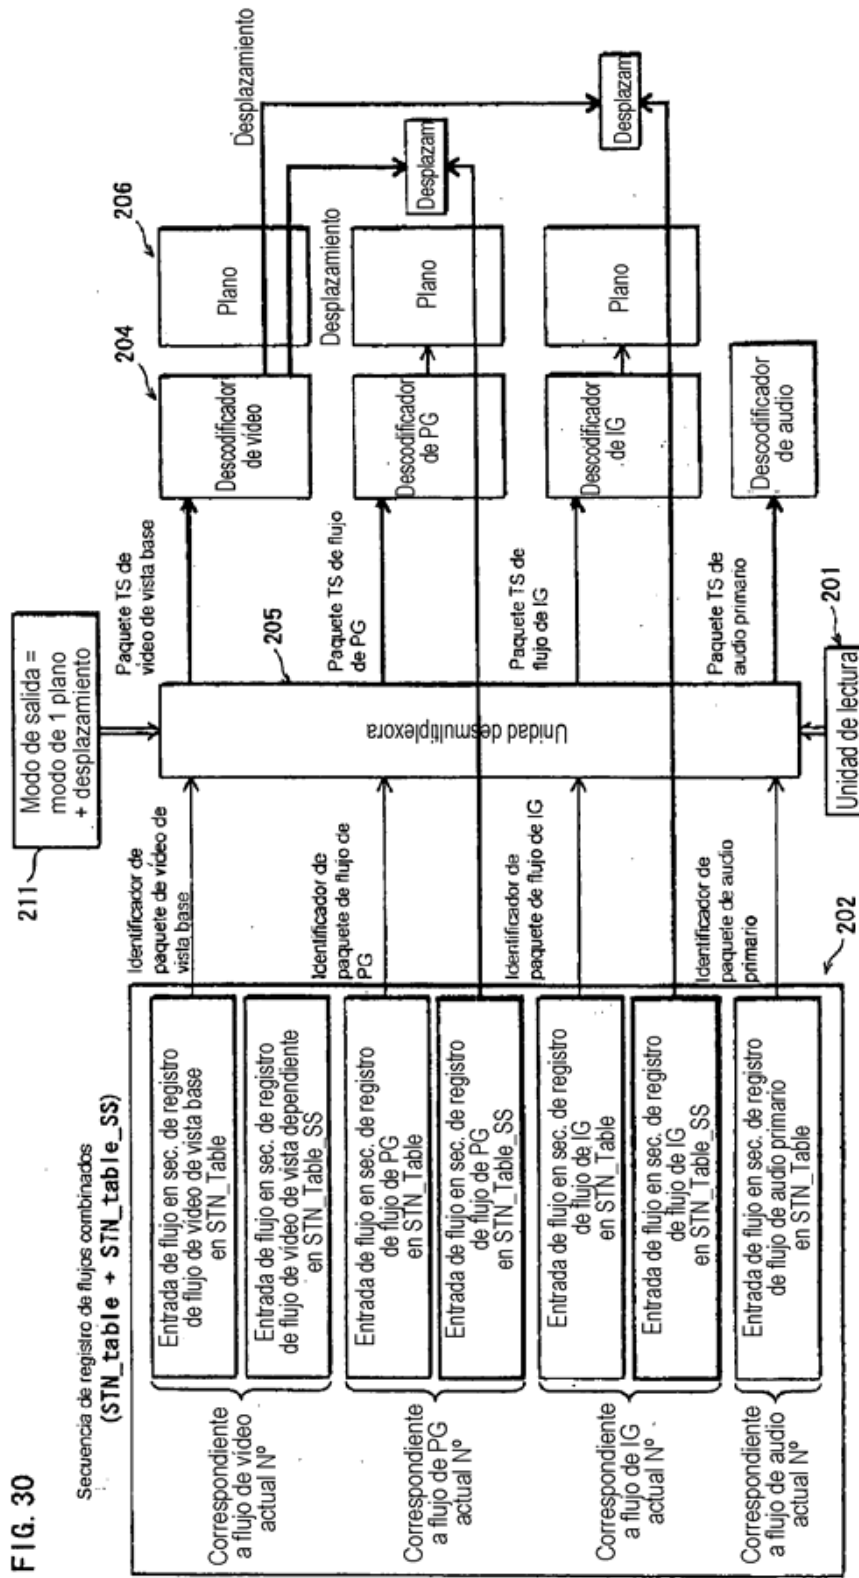 FIG. 30
Secuencia de registro de flujos combinados
(STN_table + STN_table_SS)
Correspondiente
a flujo de vídeo
actual Nº
Entrada de flujo en sec. de registro
de flujo de vídeo de vista base
en STN_Table
Entrada de flujo en sec. de registro
de flujo de vídeo de vista dependiente
en STN_Table_SS
Correspondiente
a flujo de PG
actual Nº
Entrada de flujo en sec. de registro
de flujo de PG
en STN_Table
Entrada de flujo en sec. de registro
de flujo de PG
en STN_Table_SS
Correspondiente
a flujo de IG
actual Nº
Entrada de flujo en sec. de registro
de flujo de IG
en STN_Table
Entrada de flujo en sec. de registro
de flujo de IG
en STN_Table_SS
Correspondiente
a flujo de audio
actual Nº
Entrada de flujo en sec. de registro
de flujo de audio primario
en STN_Table
202
Identificador de
paquete de vídeo de
vista base
Identificador de
paquete de flujo de
PG
Identificador de
paquete de flujo de IG
Identificador de
paquete de audio
primario
211
Modo de salida =
modo de 1 plano
+ desplazamiento
205
Unidad desmultiplexora
Unidad de lectura
201
Paquete TS de
vídeo de vista base
Paquete TS de flujo
de PG
Paquete TS de
flujo de IG
Paquete TS de
audio primario
204
Descodificador
de vídeo
Descodificador
de PG
Descodificador
de IG
Descodificador
de audio
206
Plano
Desplazamiento
Plano
Plano
Desplazam
Desplazamiento
Desplazam